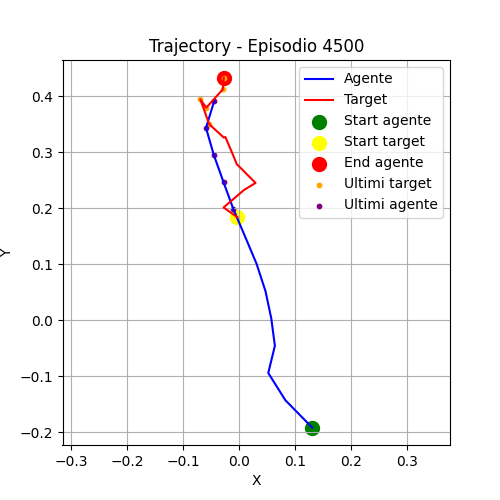 Trajectory - Episodio 4500
Agente
Target
Start agente
Start target
End agente
Ultimi target
Ultimi agente
Y
0.4
0.3
0.2
0.1
0.0
−0.1
−0.2
−0.3
−0.2
−0.1
0.0
0.1
0.2
0.3
X